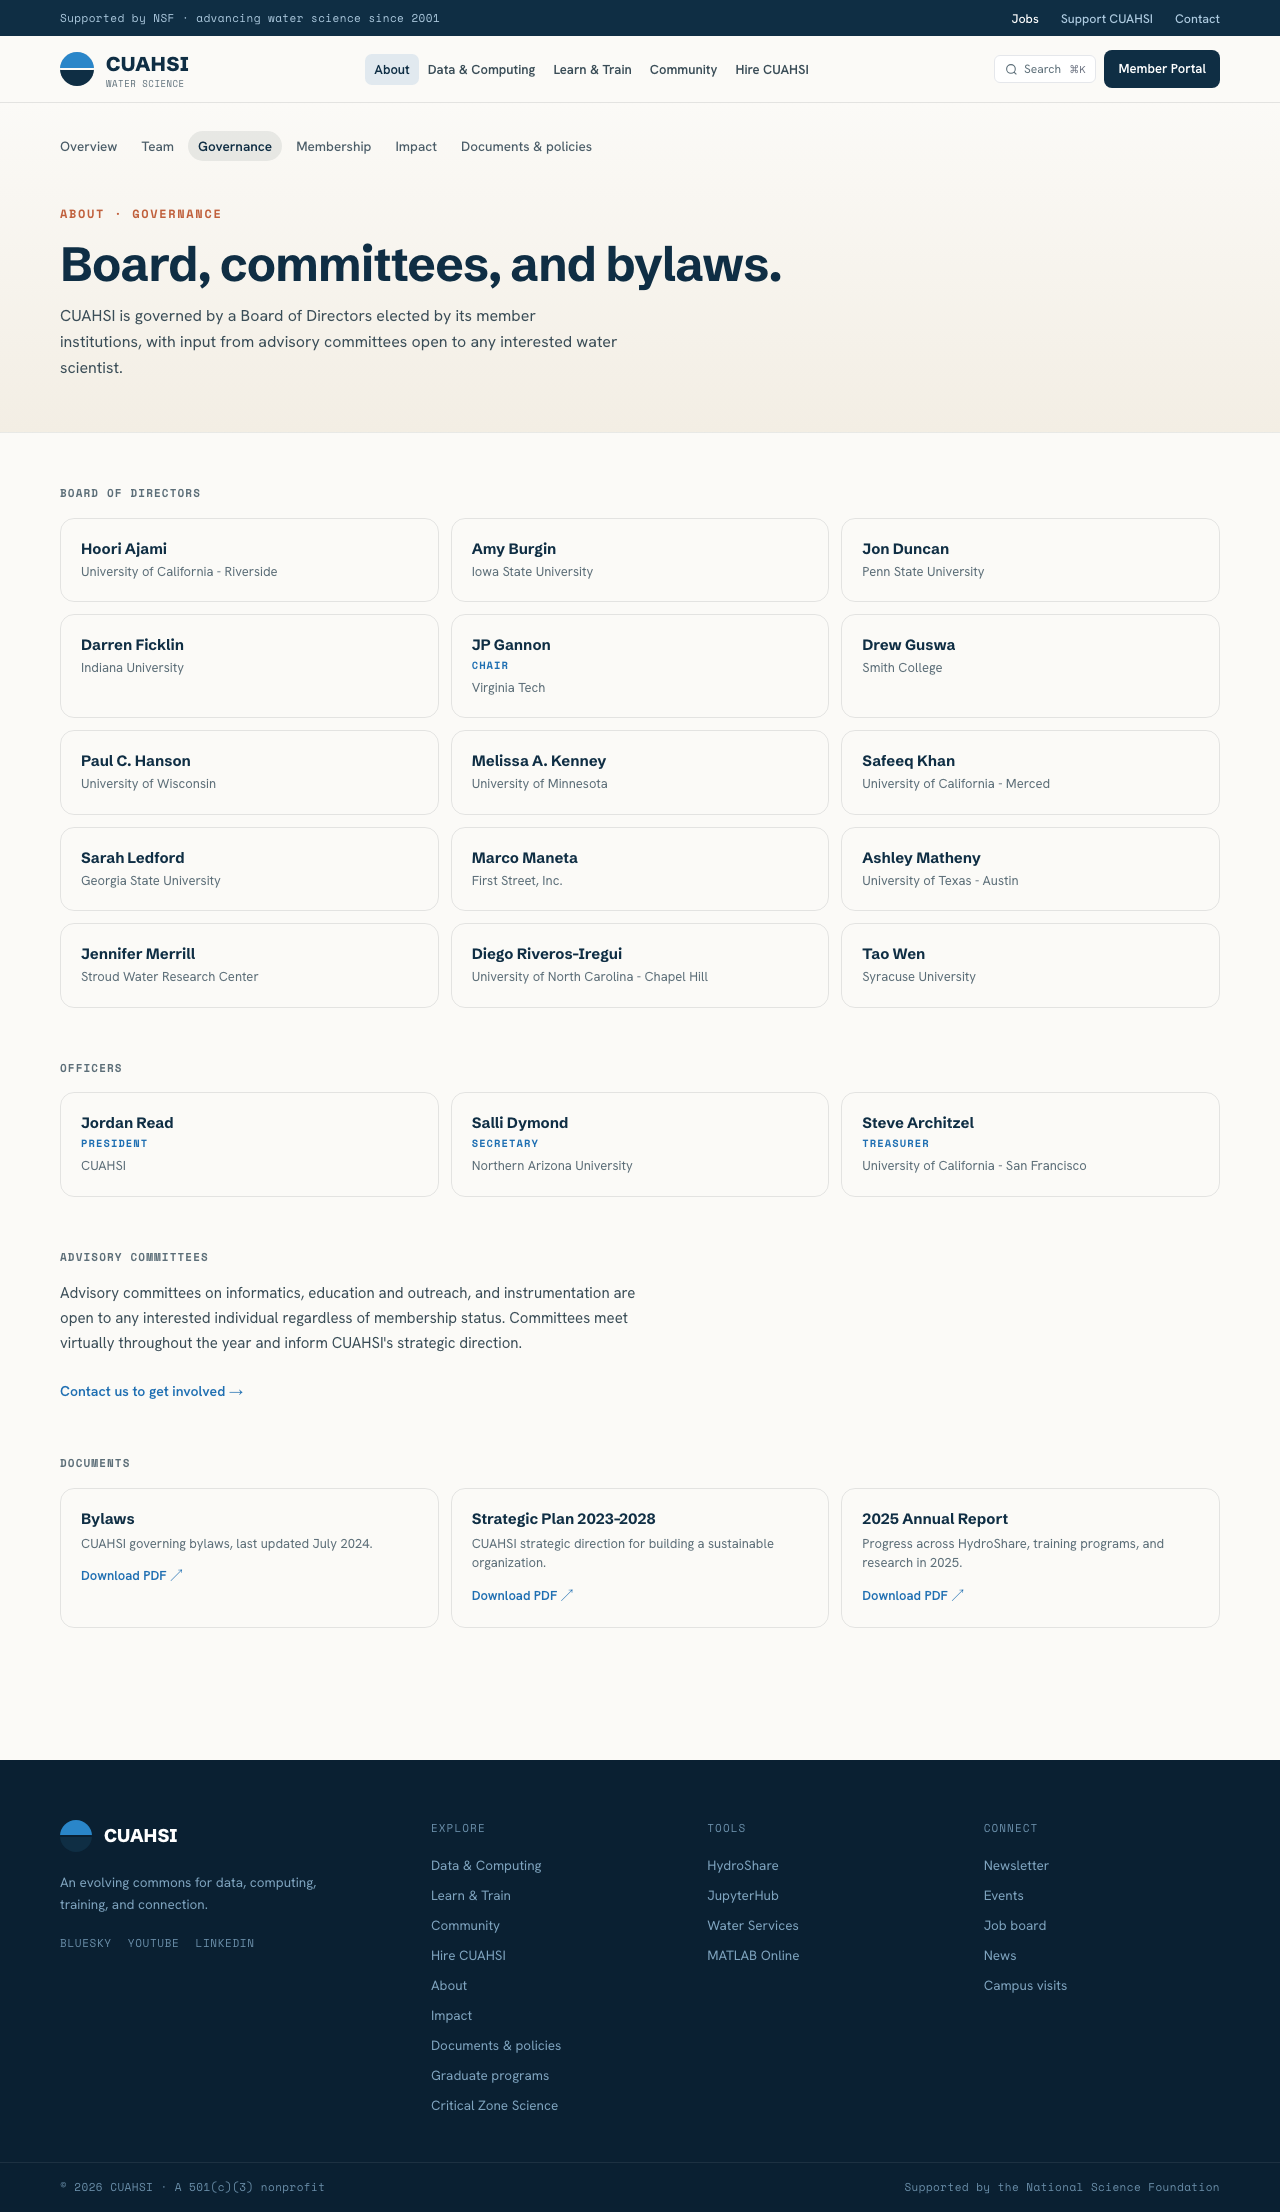 Supported by NSF · advancing water science since 2001
Jobs Support CUAHSI Contact
CUAHSI
WATER SCIENCE
About Data & Computing Learn & Train Community Hire CUAHSI
Search ⌘K
Member Portal
Overview Team Governance Membership Impact Documents & policies
ABOUT · GOVERNANCE
Board, committees, and bylaws.
CUAHSI is governed by a Board of Directors elected by its member
institutions, with input from advisory committees open to any interested water
scientist.
BOARD OF DIRECTORS
Hoori Ajami
University of California - Riverside
Amy Burgin
Iowa State University
Jon Duncan
Penn State University
Darren Ficklin
Indiana University
JP Gannon
CHAIR
Virginia Tech
Drew Guswa
Smith College
Paul C. Hanson
University of Wisconsin
Melissa A. Kenney
University of Minnesota
Safeeq Khan
University of California - Merced
Sarah Ledford
Georgia State University
Marco Maneta
First Street, Inc.
Ashley Matheny
University of Texas - Austin
Jennifer Merrill
Stroud Water Research Center
Diego Riveros-Iregui
University of North Carolina - Chapel Hill
Tao Wen
Syracuse University
OFFICERS
Jordan Read
PRESIDENT
CUAHSI
Salli Dymond
SECRETARY
Northern Arizona University
Steve Architzel
TREASURER
University of California - San Francisco
ADVISORY COMMITTEES
Advisory committees on informatics, education and outreach, and instrumentation are
open to any interested individual regardless of membership status. Committees meet
virtually throughout the year and inform CUAHSI's strategic direction.
Contact us to get involved →
DOCUMENTS
Bylaws
CUAHSI governing bylaws, last updated July 2024.
Download PDF ↗
Strategic Plan 2023-2028
CUAHSI strategic direction for building a sustainable
organization.
Download PDF ↗
2025 Annual Report
Progress across HydroShare, training programs, and
research in 2025.
Download PDF ↗
CUAHSI
An evolving commons for data, computing,
training, and connection.
BLUESKY YOUTUBE LINKEDIN
EXPLORE
Data & Computing
Learn & Train
Community
Hire CUAHSI
About
Impact
Documents & policies
Graduate programs
Critical Zone Science
TOOLS
HydroShare
JupyterHub
Water Services
MATLAB Online
CONNECT
Newsletter
Events
Job board
News
Campus visits
© 2026 CUAHSI · A 501(c)(3) nonprofit
Supported by the National Science Foundation